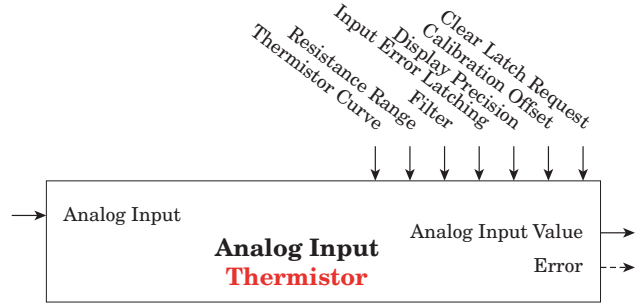 Clear Latch Request
Calibration Offset
Display Precision
Input Error Latching
Filter
Resistance Range
Thermistor Curve
Analog Input
Analog Input Value
Analog Input
Error
Thermistor